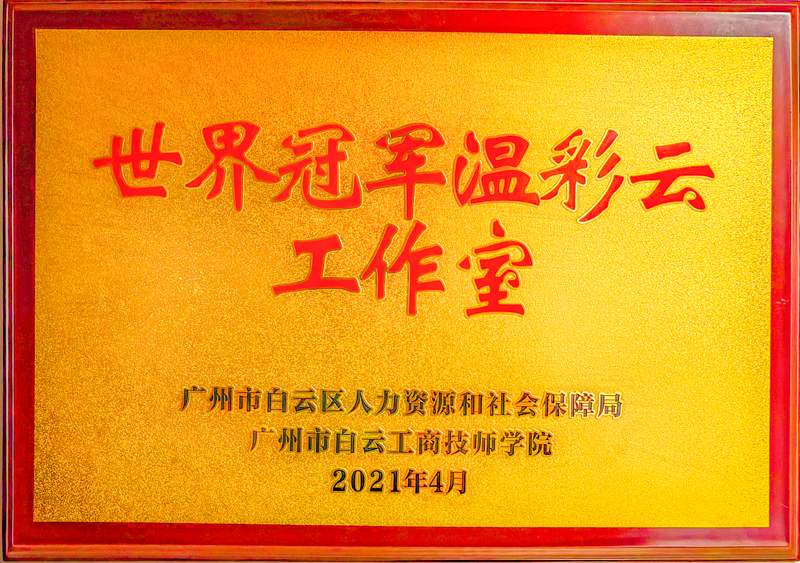 世界冠军温彩云
工作室
广州市白云区人力资源和社会保障局
广州市白云工商技师学院
2021年4月